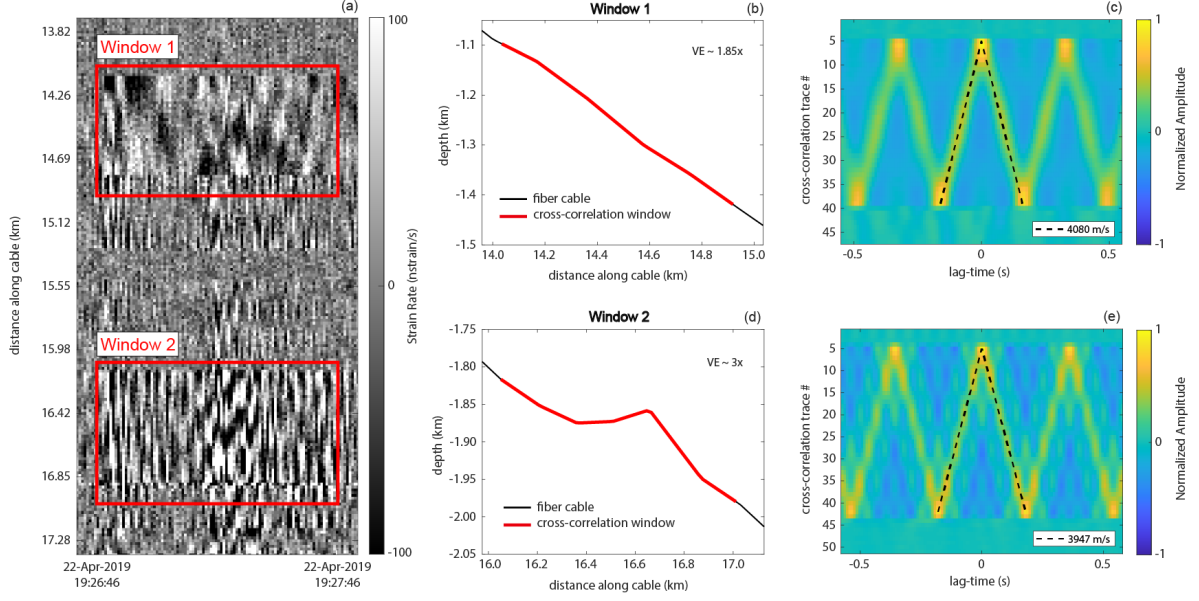 (a)
13.82
14.26
14.69
15.12
15.55
15.98
16.42
16.85
17.28
distance along cable (km)
Window 1
Window 2
22-Apr-2019
19:26:46
22-Apr-2019
19:27:46
100
0
-100
Strain Rate (nstrain/s)
Window 1
(b)
VE ~ 1.85x
-1.1
-1.2
-1.3
-1.4
-1.5
depth (km)
fiber cable
cross-correlation window
14.0
14.2
14.4
14.6
14.8
15.0
distance along cable (km)
(c)
5
10
15
20
25
30
35
40
45
cross-correlation trace #
4080 m/s
-0.5
0
0.5
lag-time (s)
1
0
-1
Normalized Amplitude
Window 2
(d)
VE ~ 3x
-1.75
-1.80
-1.85
-1.90
-1.95
-2.00
-2.05
depth (km)
fiber cable
cross-correlation window
16.0
16.2
16.4
16.6
16.8
17.0
distance along cable (km)
(e)
5
10
15
20
25
30
35
40
45
50
cross-correlation trace #
3947 m/s
-0.5
0
0.5
lag-time (s)
1
0
-1
Normalized Amplitude